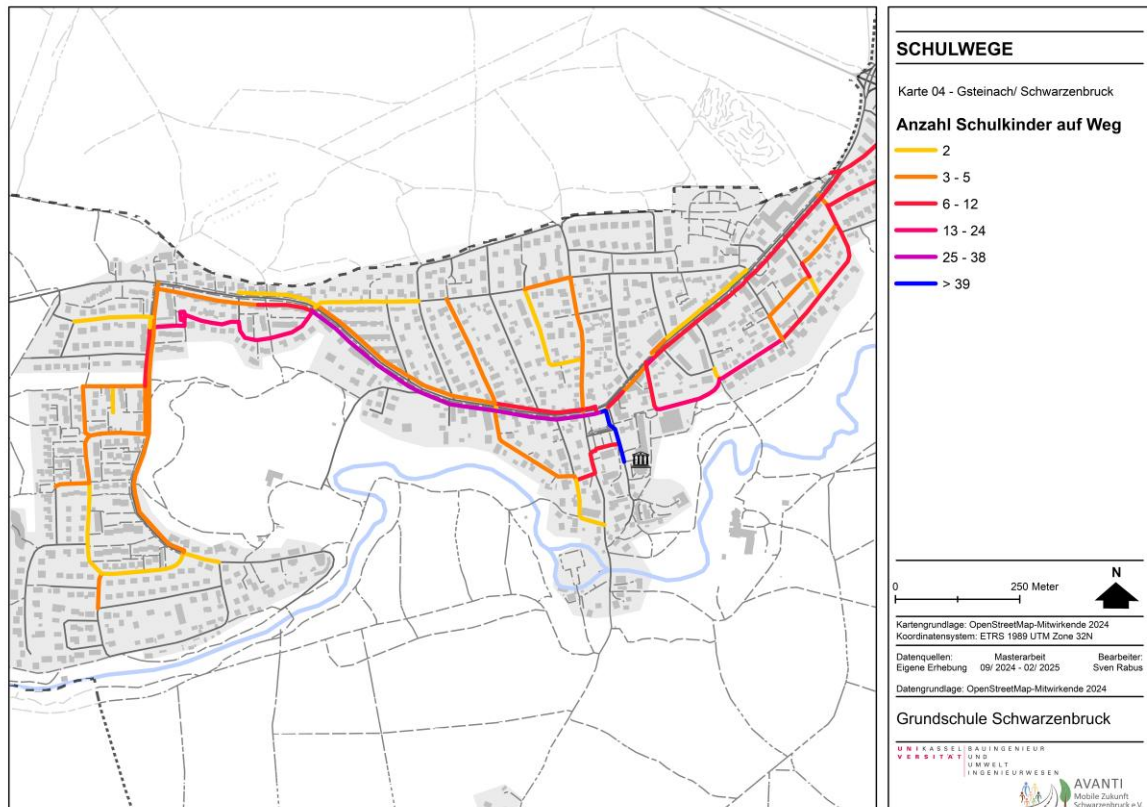 SCHULWEGE
Karte 04 - Gsteinach/ Schwarzenbruck
Anzahl Schulkinder auf Weg
2
3 - 5
6 - 12
13 - 24
25 - 38
> 39
0 250 Meter
N
Kartengrundlage: OpenStreetMap-Mitwirkende 2024
Koordinatensystem: ETRS 1989 UTM Zone 32N
Datenquellen: Masterarbeit Bearbeiter:
Eigene Erhebung 09/ 2024 - 02/ 2025 Sven Rabus
Datengrundlage: OpenStreetMap-Mitwirkende 2024
Grundschule Schwarzenbruck
UNIKASSEL BAUINGENIEUR
VERSITÄT UND
UMWELT
INGENIEURWESEN
AVANTI
Mobile Zukunft
Schwarzenbruck e.V.